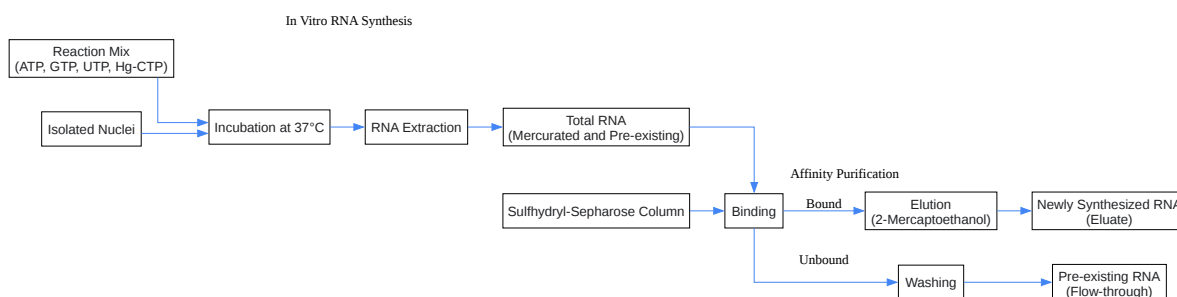 In Vitro RNA Synthesis
Reaction Mix
(ATP, GTP, UTP, Hg-CTP)
Isolated Nuclei
Incubation at 37°C
RNA Extraction
Total RNA
(Mercurated and Pre-existing)
Affinity Purification
Sulfhydryl-Sepharose Column
Binding
Bound
Elution
(2-Mercaptoethanol)
Newly Synthesized RNA
(Eluate)
Unbound
Washing
Pre-existing RNA
(Flow-through)